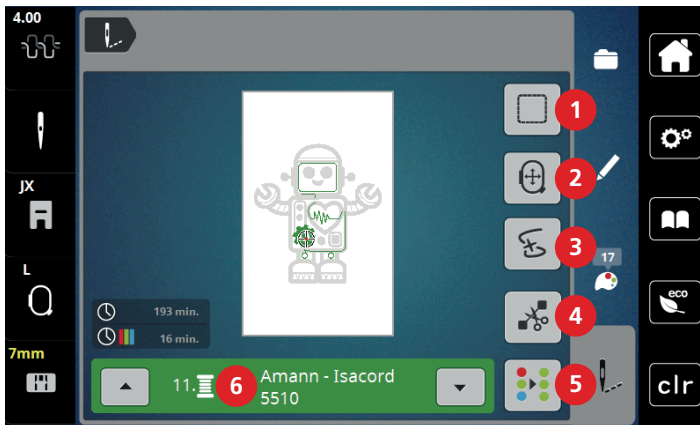 4.00
1
2
JX
3
17
L
eco
193 min.
4
16 min.
7mm
11.
6
Amann - Isacord
5510
5
clr